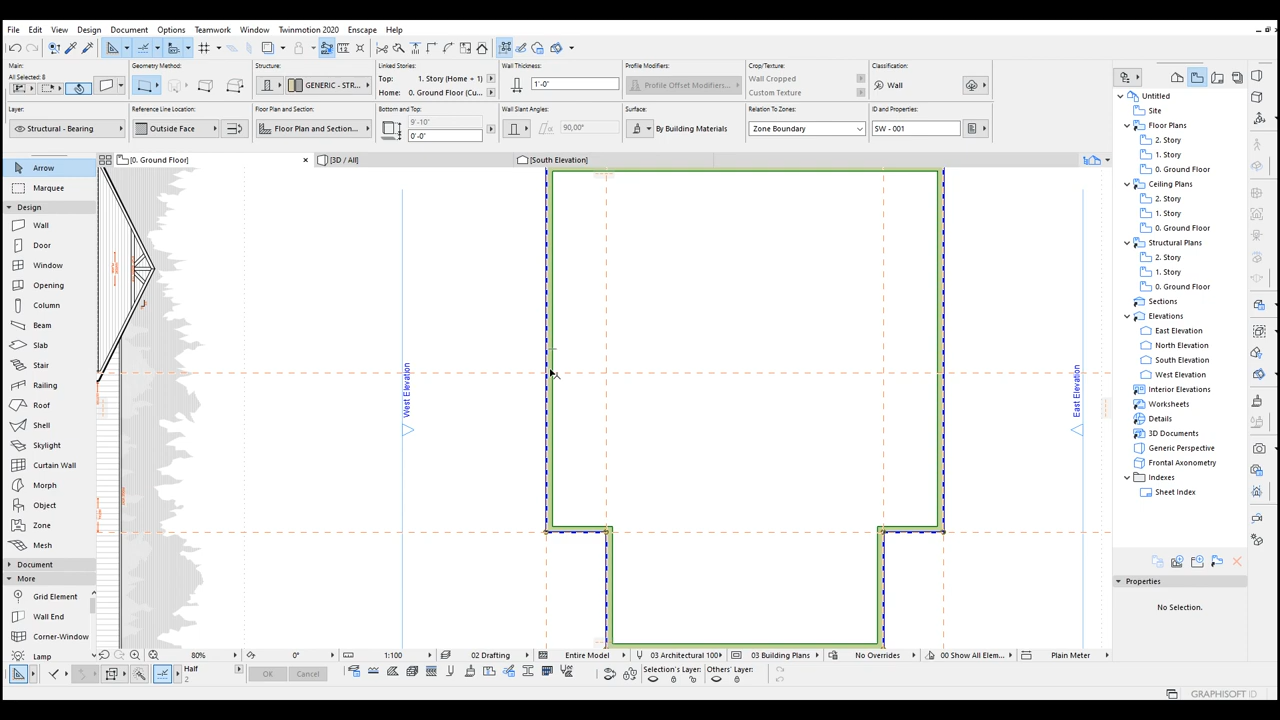 File Edit View Design Document Options Teamwork Window Twinmotion 2020 Enscape Help
Main: Geometry Method: Structure: Linked Stories: Wall Thickness: Profile Modifiers: Crop/Texture: Classification:
All Selected: 8
GENERIC - STR...
Top: 1. Story (Home + 1)
Home: 0. Ground Floor (Cu...
1'-0"
Profile Offset Modifiers...
Wall Cropped
Custom Texture
Wall
Layer: Reference Line Location: Floor Plan and Section: Bottom and Top: Wall Slant Angles: Surface: Relation To Zones: ID and Properties:
Structural - Bearing
Outside Face
Floor Plan and Section...
9'-10"
0'-0"
90,00°
By Building Materials
Zone Boundary
SW - 001
[0. Ground Floor]
[3D / All]
[South Elevation]
Arrow
Marquee
Design
Wall
Door
Window
Opening
Column
Beam
Slab
Stair
Railing
Roof
Shell
Skylight
Curtain Wall
Morph
Object
Zone
Mesh
Document
More
Grid Element
Wall End
Corner-Window
Lamp
West Elevation
East Elevation
Untitled
Site
Floor Plans
2. Story
1. Story
0. Ground Floor
Ceiling Plans
2. Story
1. Story
0. Ground Floor
Structural Plans
2. Story
1. Story
0. Ground Floor
Sections
Elevations
East Elevation
North Elevation
South Elevation
West Elevation
Interior Elevations
Worksheets
Details
3D Documents
Generic Perspective
Frontal Axonometry
Indexes
Sheet Index
Properties
No Selection.
80% 0° 1:100 02 Drafting Entire Model 03 Architectural 100 03 Building Plans No Overrides 00 Show All Elem... Plain Meter
Half
2
OK Cancel
Selection's Layer: Others' Layer:
GRAPHISOFT ID